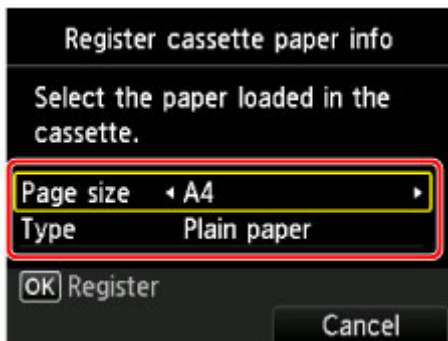 Register cassette paper info
Select the paper loaded in the
cassette.
Page size A4
Type Plain paper
OK Register
Cancel